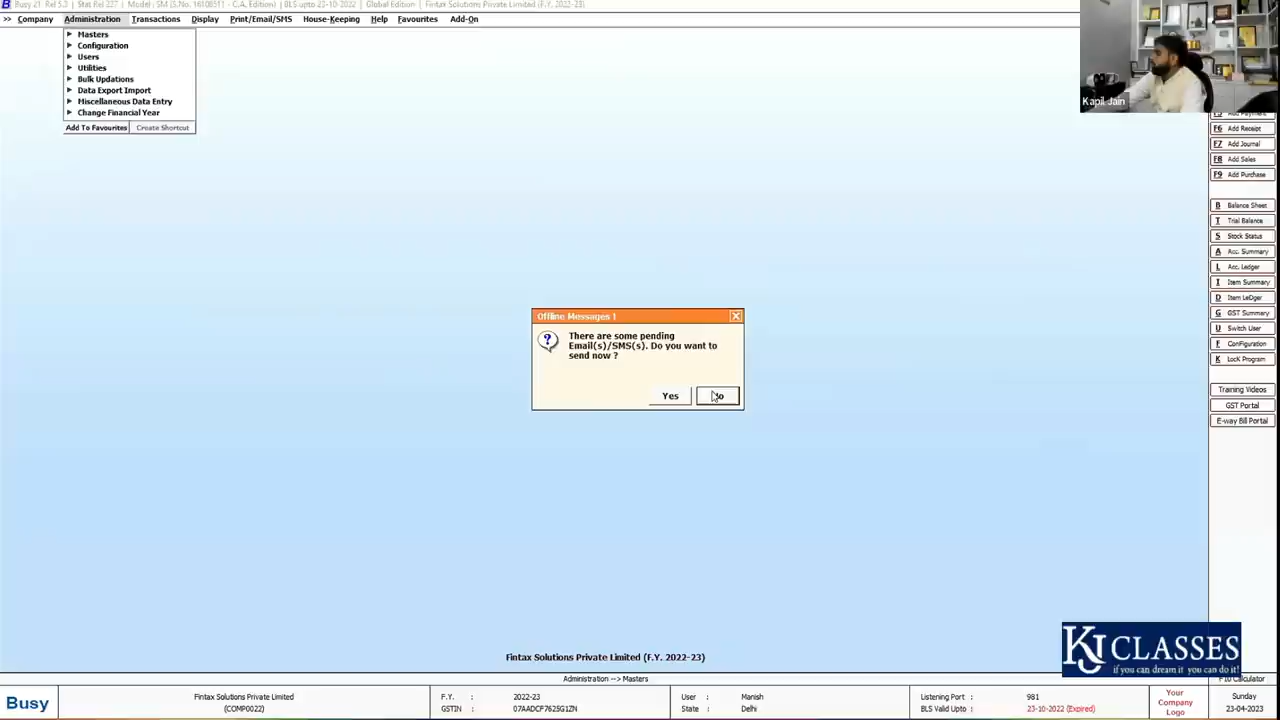 Busy 21 Rel 5.3 | Stat Rel 227 | Model : SM (S.No. 1610851 - C.A. Edition) | BLS upto 23-10-2022 | Global Edition | Fintax Solutions Private Limited (F.Y. 2022-23)
>> Company Administration Transactions Display Print/Email/SMS House-Keeping Help Favourites Add-On
Masters
Configuration
Users
Utilities
Bulk Updations
Data Export Import
Miscellaneous Data Entry
Change Financial Year
Add To Favourites Create Shortcut
Kapil Jain
Add Payment
F6 Add Receipt
F7 Add Journal
F8 Add Sales
F9 Add Purchase
B Balance Sheet
T Trial Balance
S Stock Status
A Acc. Summary
L Acc. Ledger
I Item Summary
D Item LeDger
G GST Summary
U Switch User
F ConFiguration
K LocK Program
Training Videos
GST Portal
E-way Bill Portal
Offline Messages !
There are some pending
Email(s)/SMS(s). Do you want to
send now ?
Yes
KJ CLASSES
if you can dream it you can do it!
Fintax Solutions Private Limited (F.Y. 2022-23)
Administration --> Masters
F10 Calculator
Busy
Fintax Solutions Private Limited
(COMP0022)
F.Y. : 2022-23
GSTIN : 07AADCF7625G1ZN
User : Manish
State : Delhi
Listening Port : 981
BLS Valid Upto : 23-10-2022 (Expired)
Your
Company
Logo
Sunday
23-04-2023